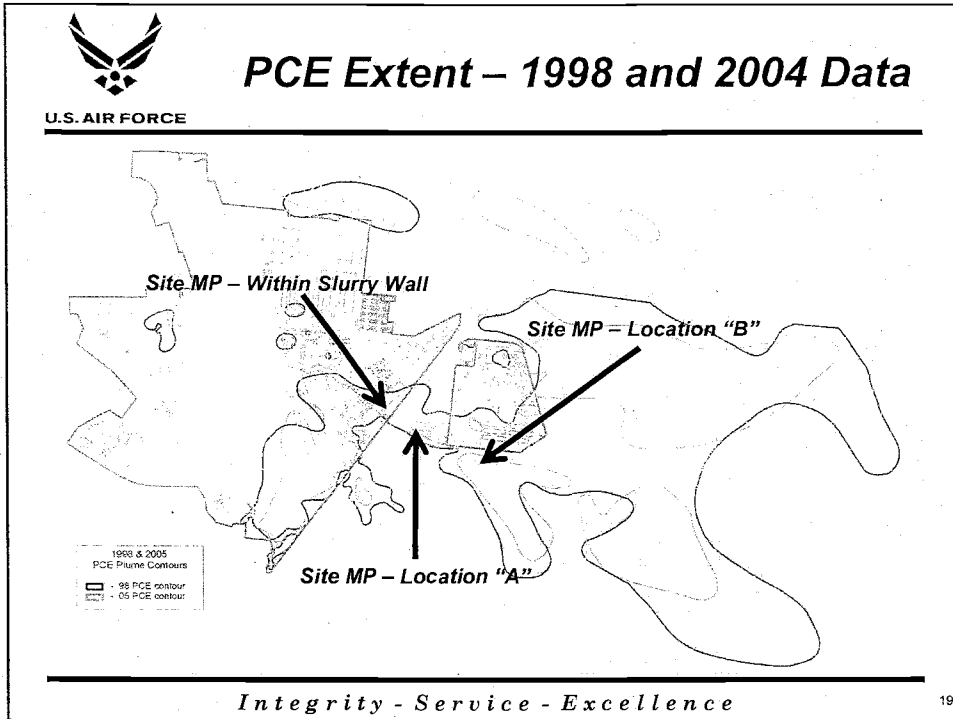 PCE Extent – 1998 and 2004 Data
U.S. AIR FORCE
Site MP – Within Slurry Wall
Site MP – Location "B"
Site MP – Location "A"
1998 & 2005
PCE Plume Contours
- 98 PCE contour
- 05 PCE contour
Integrity - Service - Excellence
19